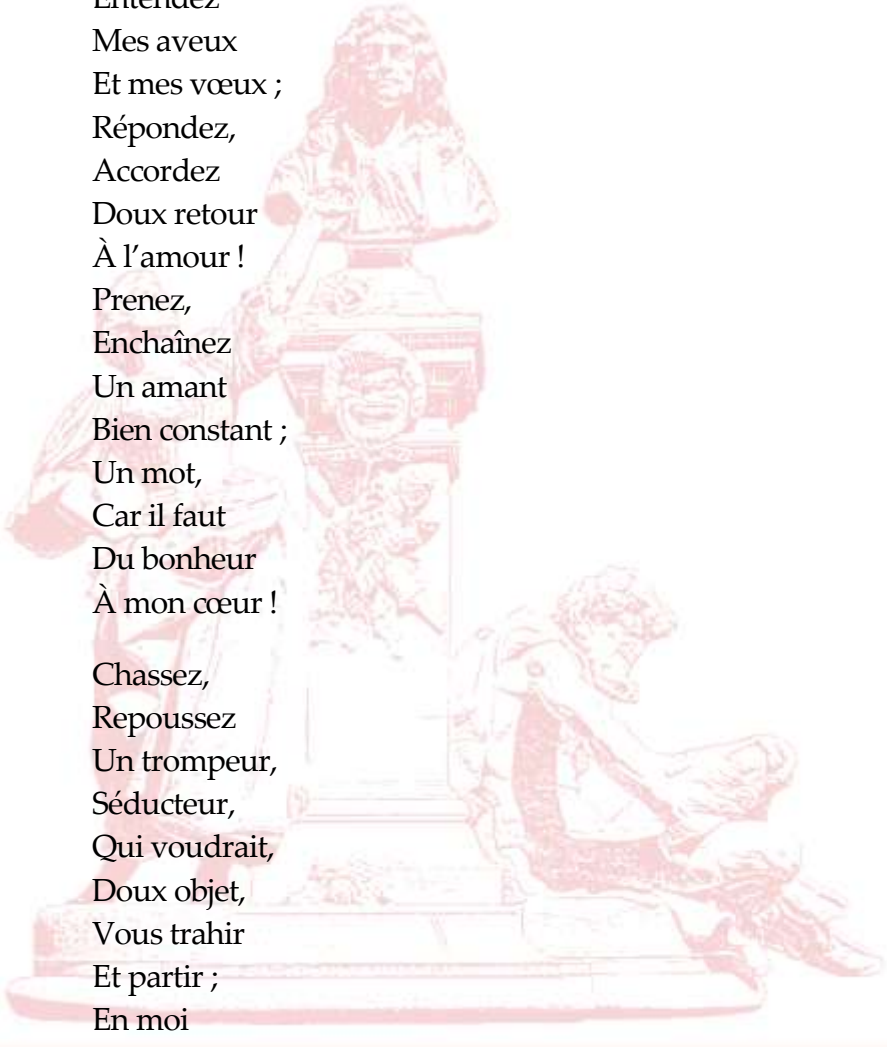 Entendez
Mes aveux
Et mes vœux ;
Répondez,
Accordez
Doux retour
À l’amour !
Prenez,
Enchaînez
Un amant
Bien constant ;
Un mot,
Car il faut
Du bonheur
À mon cœur !
Chassez,
Repoussez
Un trompeur,
Séducteur,
Qui voudrait,
Doux objet,
Vous trahir
Et partir ;
En moi